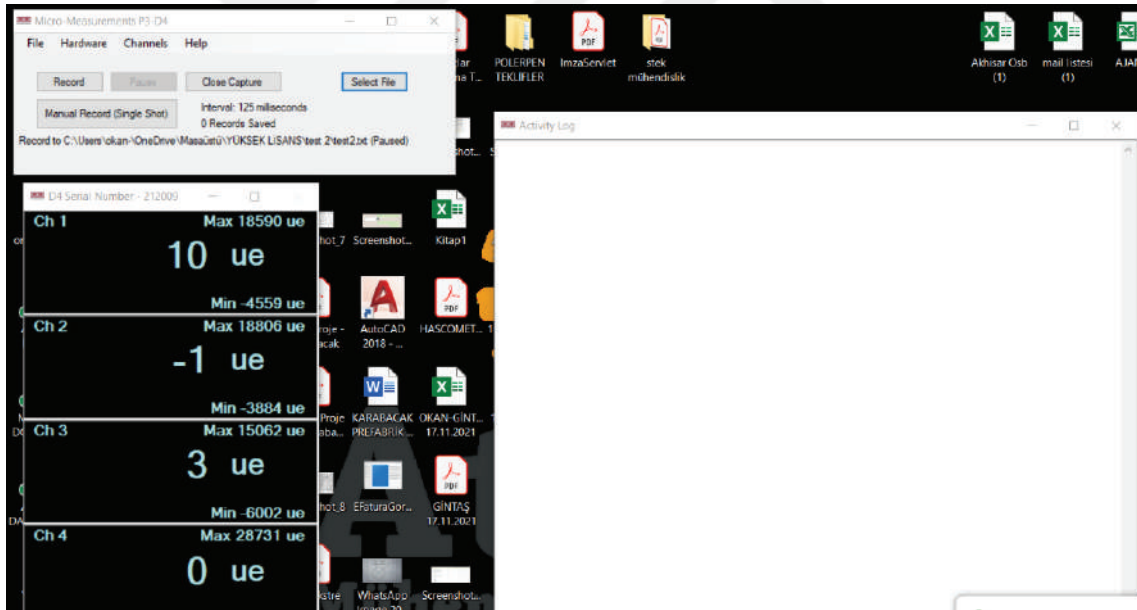 Micro-Measurements P3-D4
File Hardware Channels Help
Record Pause Close Capture Select File
Manual Record (Single Shot)
Interval: 125 miliseconds
0 Records Saved
Record to C:\Users\okan-\OneDrive\Masaüstü\YÜKSEK LİSANS\test 2\test2.txt (Paused)
D4 Serial Number - 212009
Ch 1 Max 18590 ue
10 ue
Min -4559 ue
Ch 2 Max 18806 ue
-1 ue
Min -3884 ue
Ch 3 Max 15062 ue
3 ue
Min -6002 ue
Ch 4 Max 28731 ue
0 ue
POLERPEN
TEKLIFLER
PDF
ImzaServlet
stek
mühendislik
Akhisar Osb
(1)
mail listesi
(1)
Activity Log
Screenshot...
Kitap1
AutoCAD
2018 - ...
PDF
HASCOMET...
KARABACAK
PREFABRİK ...
OKAN-GİNT...
17.11.2021
EFaturaGor...
PDF
GİNTAŞ
17.11.2021
WhatsApp
Screenshot...